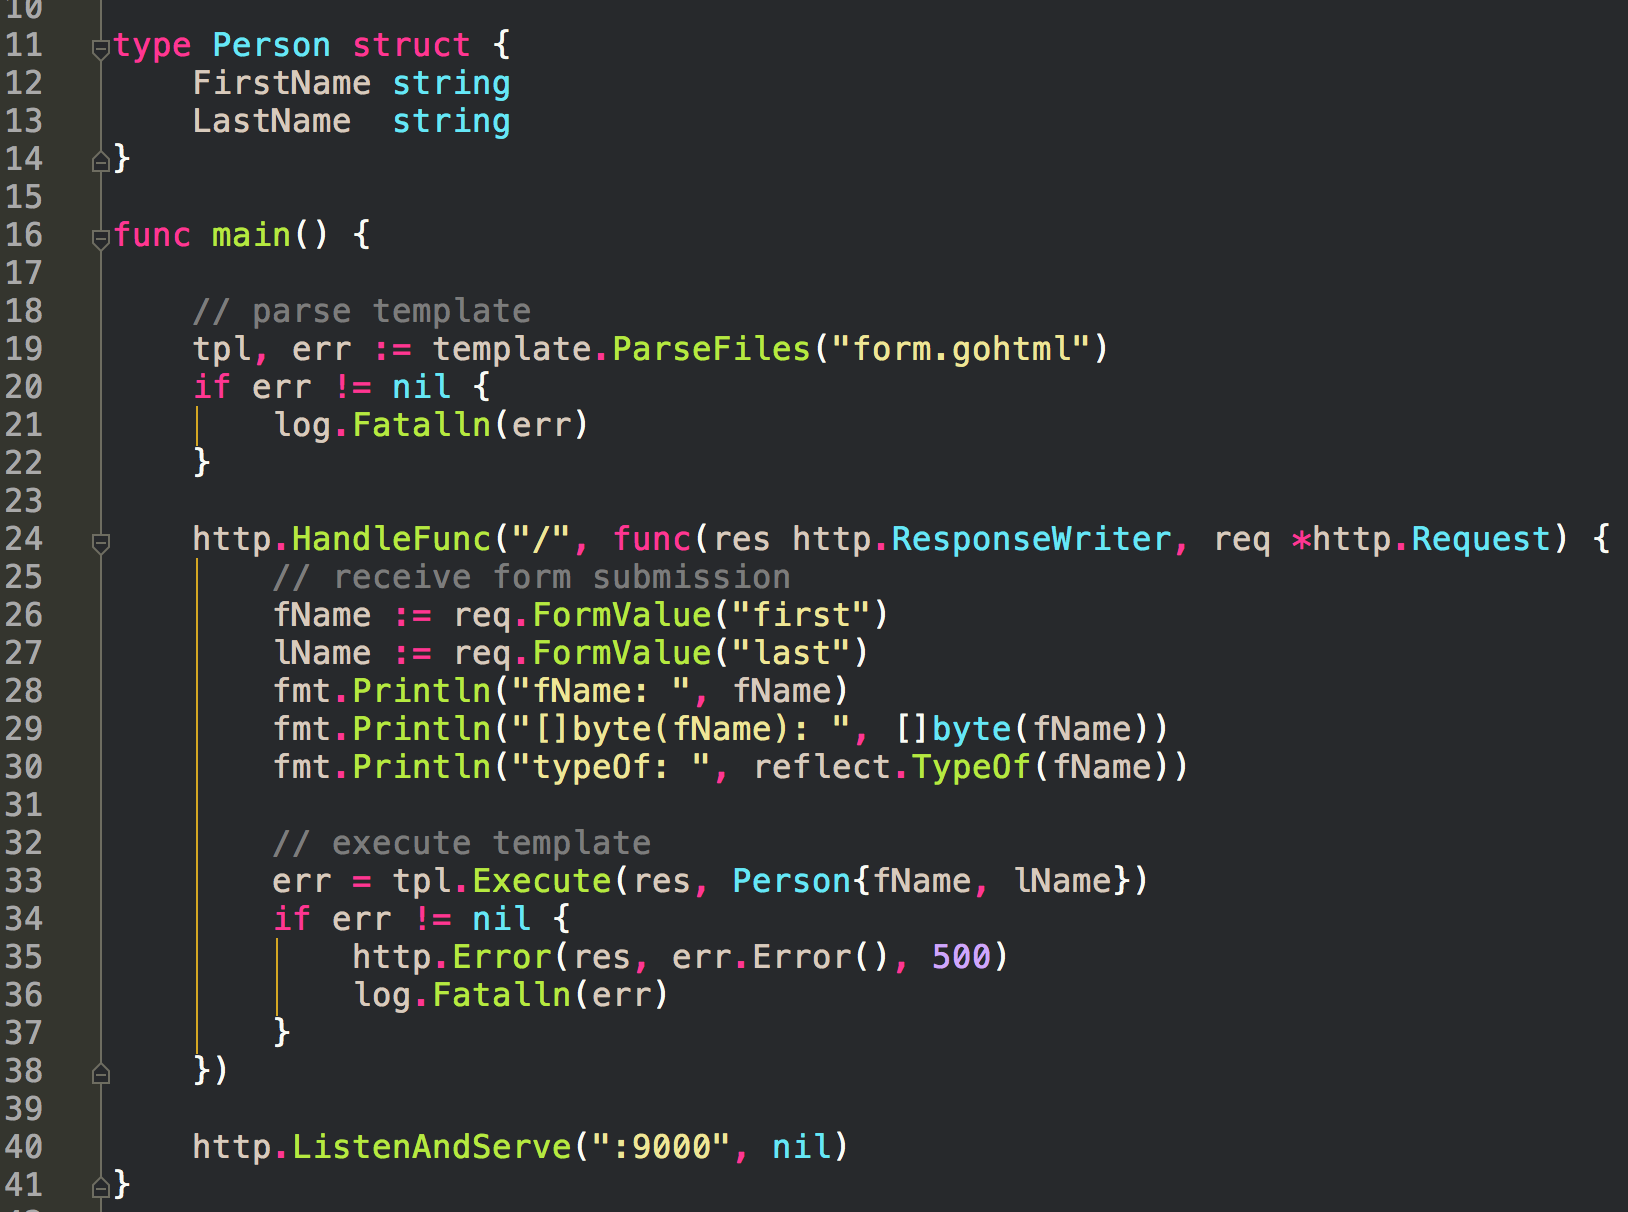 10
11 type Person struct {
12     FirstName string
13     LastName  string
14 }
15
16 func main() {
17
18     // parse template
19     tpl, err := template.ParseFiles("form.gohtml")
20     if err != nil {
21         log.Fatalln(err)
22     }
23
24     http.HandleFunc("/", func(res http.ResponseWriter, req *http.Request) {
25         // receive form submission
26         fName := req.FormValue("first")
27         lName := req.FormValue("last")
28         fmt.Println("fName: ", fName)
29         fmt.Println("[]byte(fName): ", []byte(fName))
30         fmt.Println("typeOf: ", reflect.TypeOf(fName))
31
32         // execute template
33         err = tpl.Execute(res, Person{fName, lName})
34         if err != nil {
35             http.Error(res, err.Error(), 500)
36             log.Fatalln(err)
37         }
38     })
39
40     http.ListenAndServe(":9000", nil)
41 }